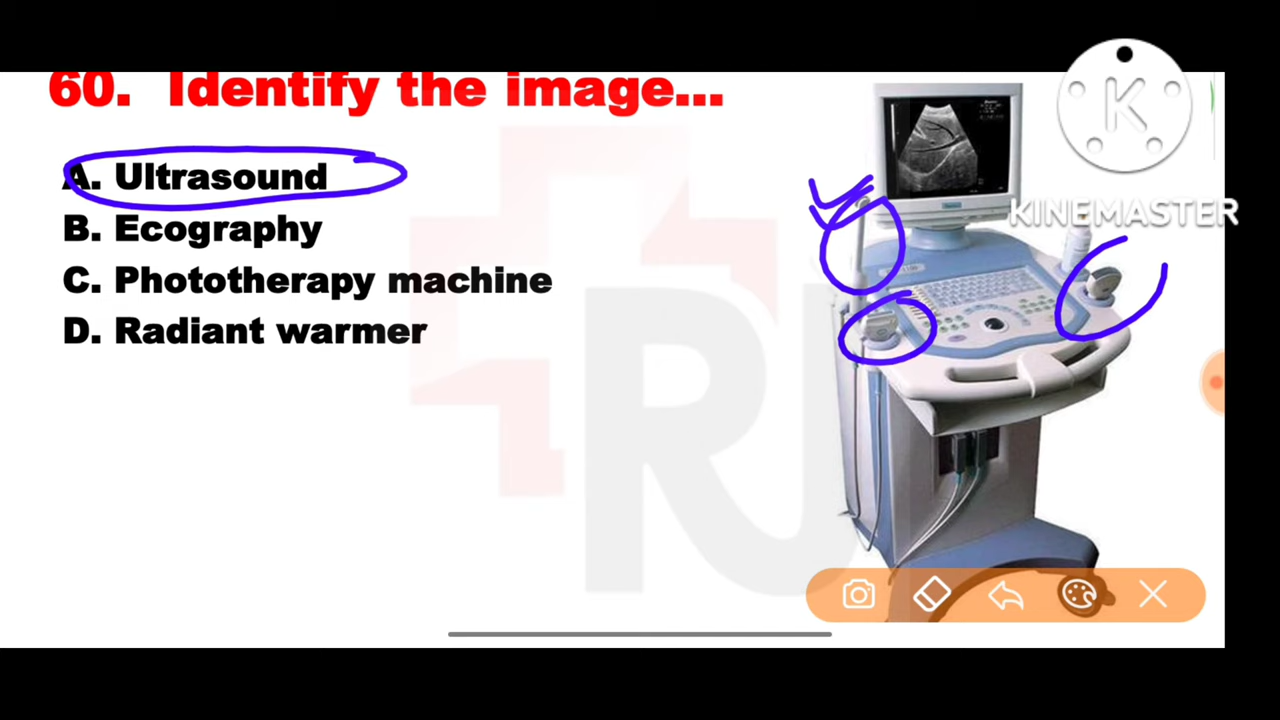 60. Identify the image...
A. Ultrasound
B. Ecography
C. Phototherapy machine
D. Radiant warmer
K
KINEMASTER
R